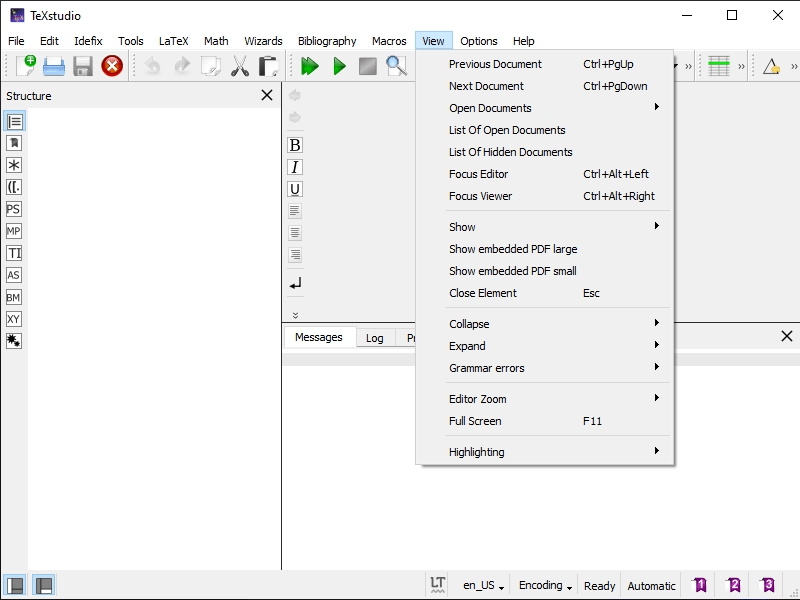 TeXstudio
File Edit Idefix Tools LaTeX Math Wizards Bibliography Macros View Options Help
Structure
Previous Document Ctrl+PgUp
Next Document Ctrl+PgDown
Open Documents
List Of Open Documents
List Of Hidden Documents
Focus Editor Ctrl+Alt+Left
Focus Viewer Ctrl+Alt+Right
Show
Show embedded PDF large
Show embedded PDF small
Close Element Esc
Collapse
Expand
Grammar errors
Editor Zoom
Full Screen F11
Highlighting
([.
PS
MP
TI
AS
BM
XY
B
I
U
Messages Log
LT en_US Encoding Ready Automatic 1 2 3